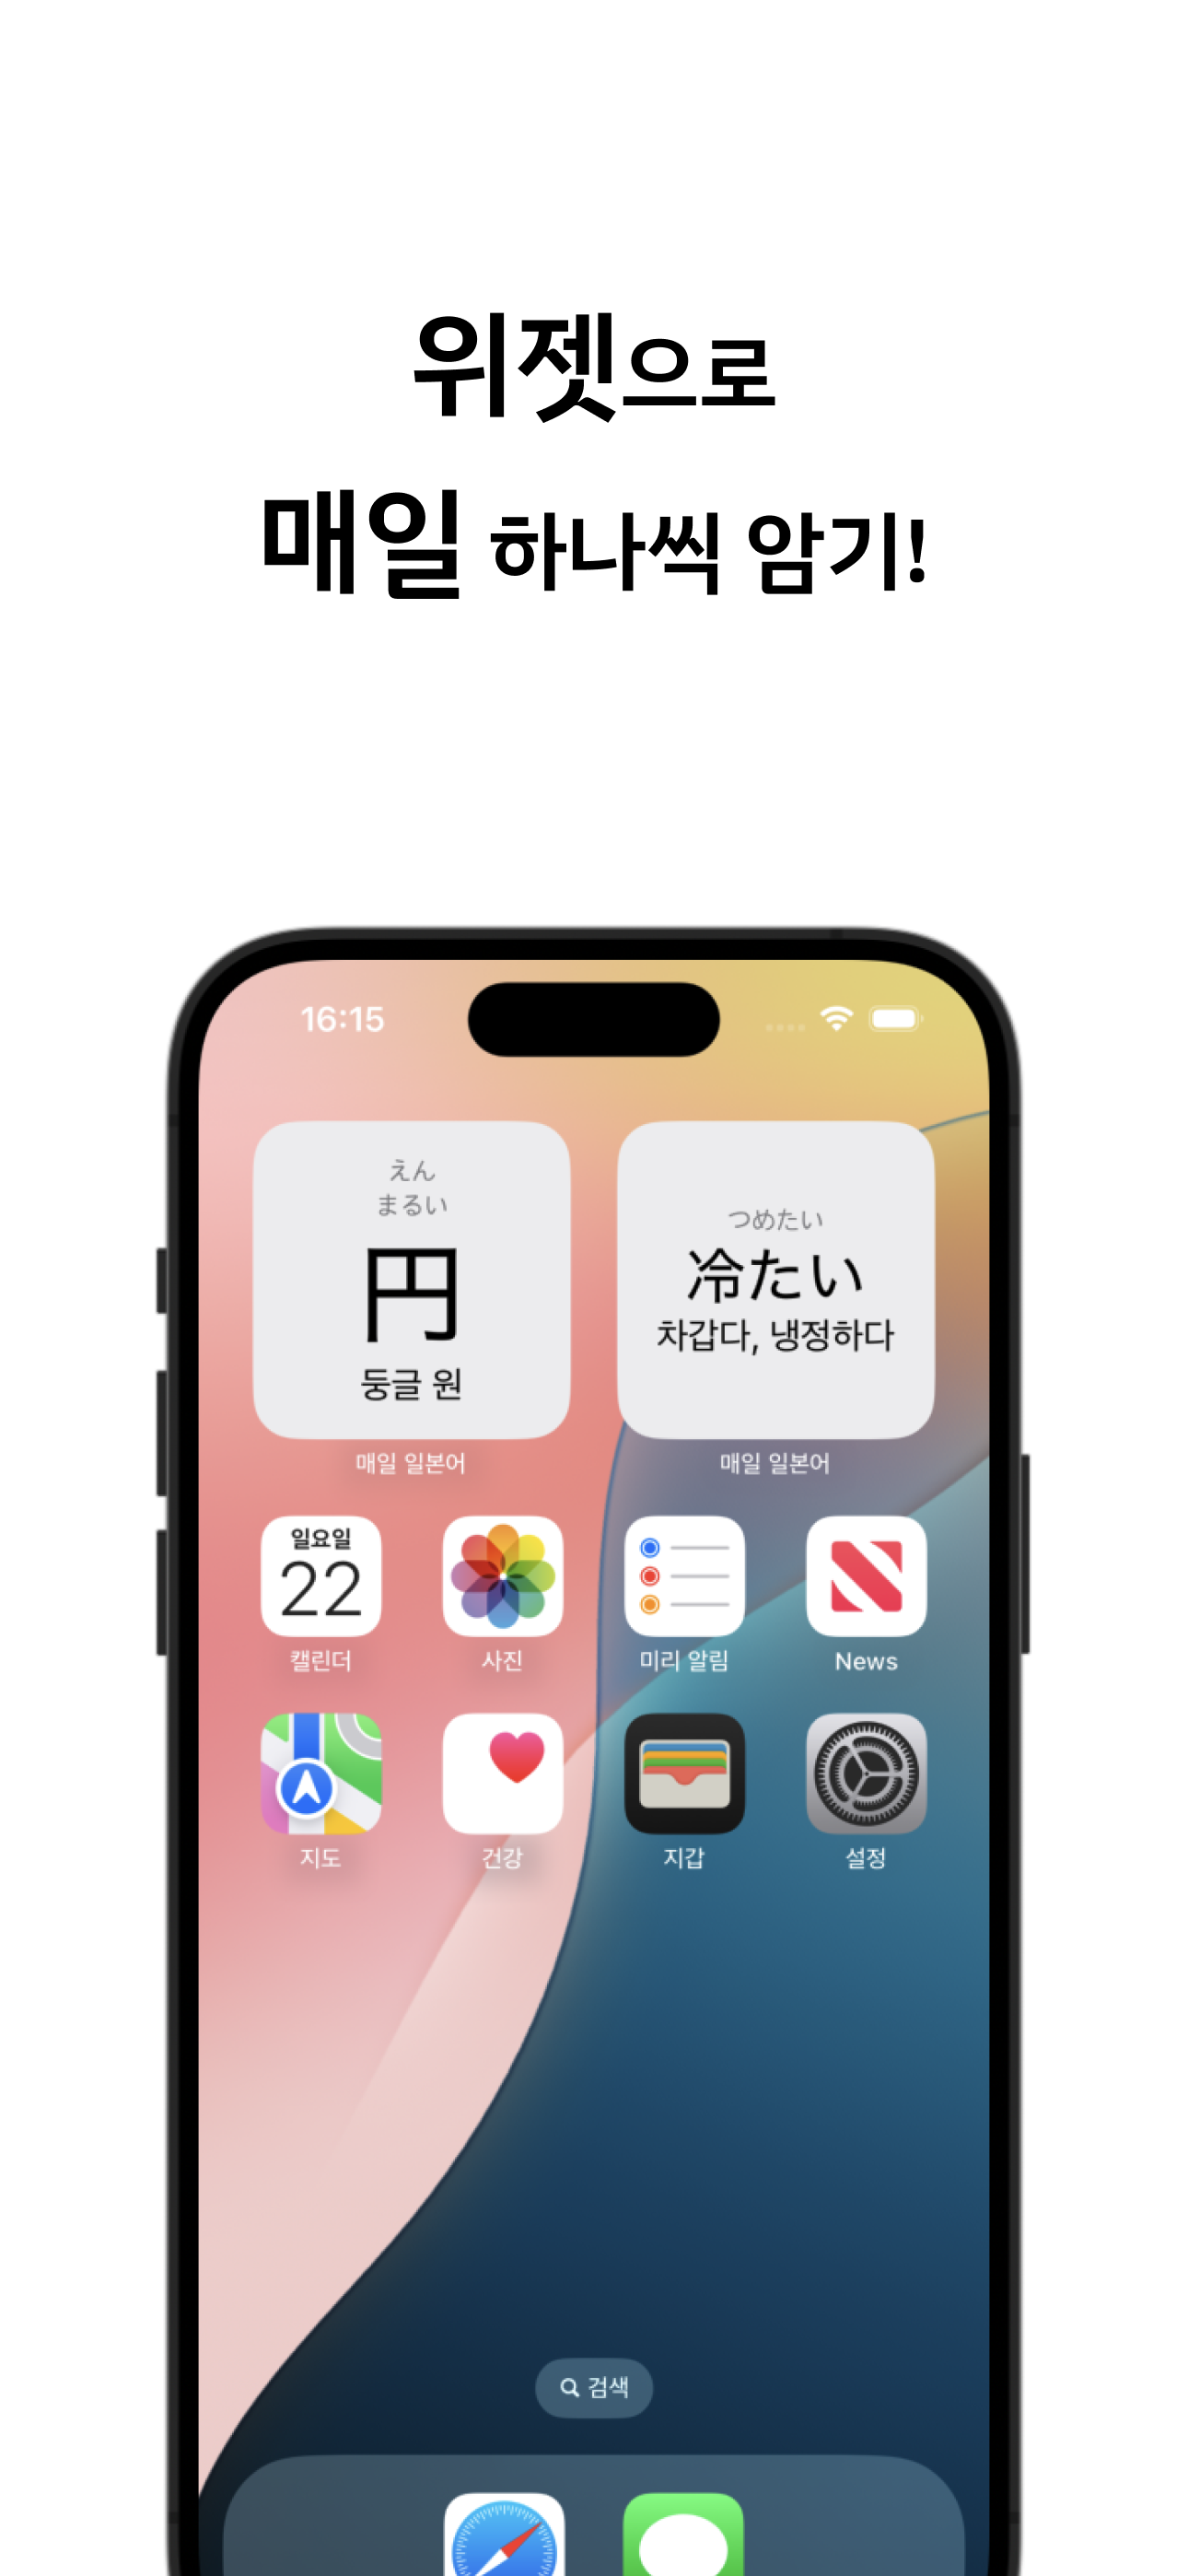 위젯으로
매일 하나씩 암기!
16:15
えん
まるい
円
둥글 원
매일 일본어
つめたい
冷たい
차갑다, 냉정하다
매일 일본어
일요일
22
캘린더
사진
미리 알림
News
지도
건강
지갑
설정
검색